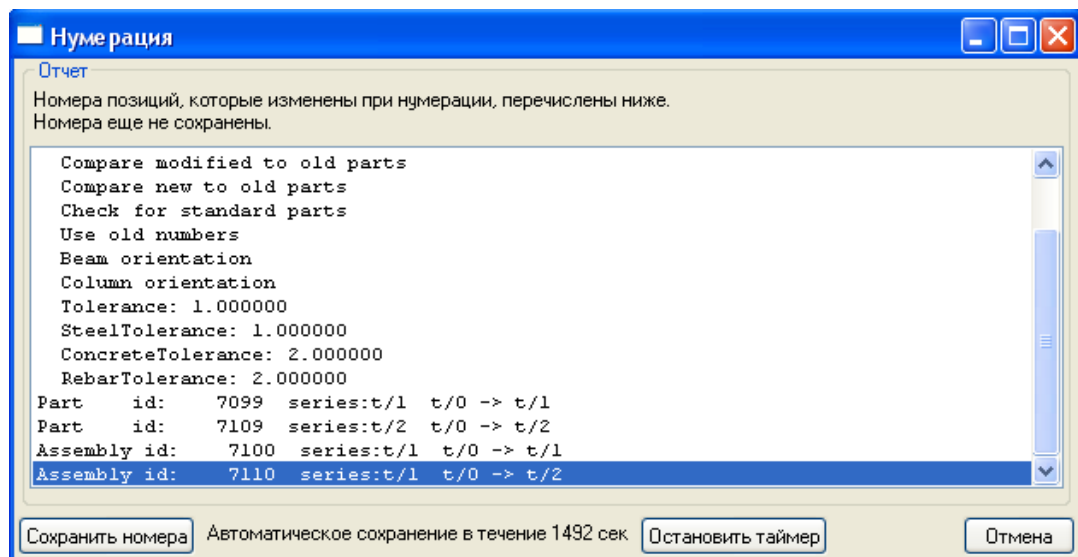 Нумерация
Отчет
Номера позиций, которые изменены при нумерации, перечислены ниже.
Номера еще не сохранены.
Compare modified to old parts
Compare new to old parts
Check for standard parts
Use old numbers
Beam orientation
Column orientation
Tolerance: 1.000000
SteelTolerance: 1.000000
ConcreteTolerance: 2.000000
RebarTolerance: 2.000000
Part id: 7099 series:t/1 t/0 -> t/1
Part id: 7109 series:t/2 t/0 -> t/2
Assembly id: 7100 series:t/1 t/0 -> t/1
Assembly id: 7110 series:t/1 t/0 -> t/2
Сохранить номера Автоматическое сохранение в течение 1492 сек Остановить таймер Отмена